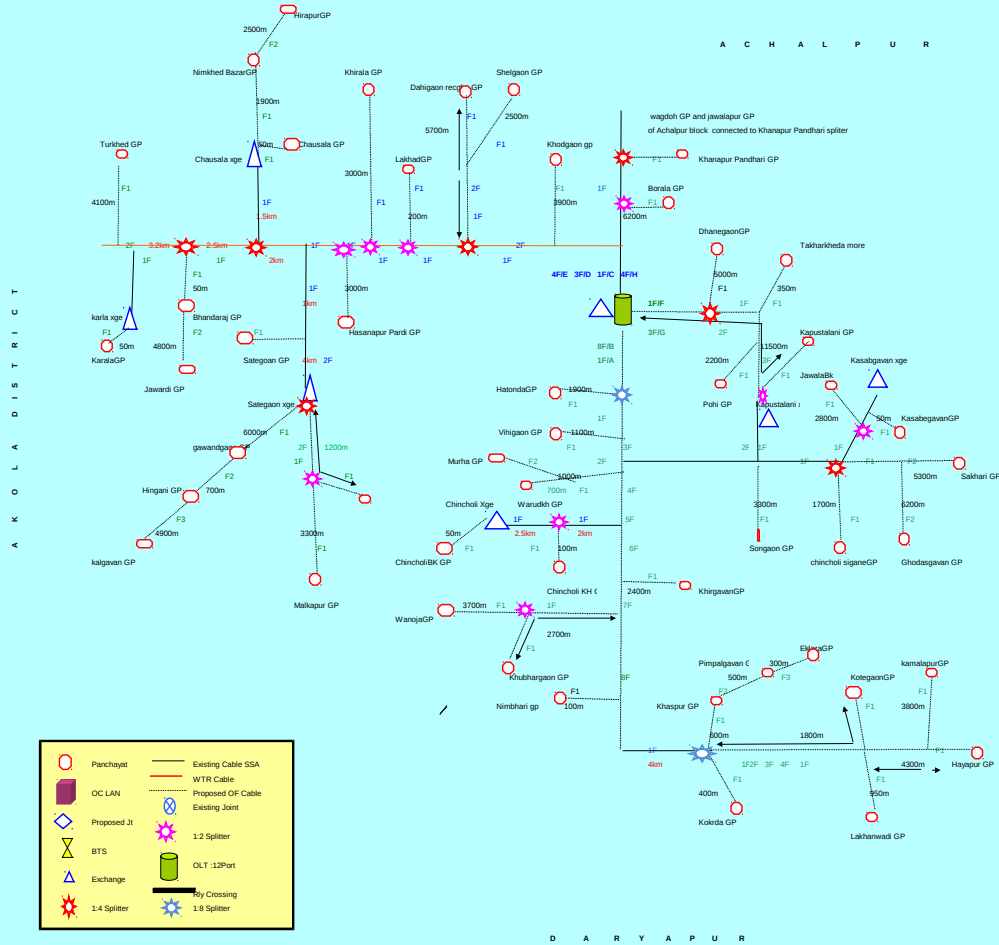 HirapurGP
2500m
F2
A C H A L P U R
Nimkhed BazarGP
Khirala GP
Shelgaon GP
1900m
F1
Dahigaon
GP
2500m
5700m
F1
wagdoh GP and jawalapur GP
of Achalpur block connected to Khanapur Pandhari spliter
Turkhed GP
50m
Chausala GP
Chausala xge
F1
F1
Khodgaon gp
F1
Khanapur Pandhari GP
LakhadGP
3000m
F1
4100m
F1
2F
F1
3900m
1F
Borala GP
F1
6200m
1F
1.5km
F1
200m
1F
DhanegaonGP
Takharkheda more
2F
3.2km
2.5km
1F
1F
2F
1F
1F
2km
1F
1F
1F
F1
50m
1F
3000m
4F/E 3F/D 1F/C 4F/H
5000m
F1
350m
1km
1F/F
1F
F1
karla xge
Bhandaraj GP
F1
F2
F1
Hasanapur Pardi GP
3F/G
2F
Kapustalani GP
KaralaGP
50m
4800m
Sategoan GP
4km
2F
8F/B
1F/A
11500m
3F
2200m
F1
F1
Kasabgavan xge
Jawardi GP
JawalaBk
F1
Sategaon xge
HatondaGP
1900m
F1
Pohi GP
2800m
50m
KasabegavanGP
F1
1F
6000m
F1
Vihigaon GP
1100m
F1
2F
1200m
3F
2F
1F
1F
Murha GP
F2
2F
1F
1F
F1
F2
Sakhari GP
1F
F1
F2
1000m
700m
F1
5300m
Hingani GP
700m
4F
Chincholi Xge
Warudkh GP
3300m
1700m
6200m
F3
4900m
3300m
F1
1F
1F
5F
F1
F1
F2
50m
2.5km
2km
kalgavan GP
F1
F1
100m
6F
Songaon GP
chincholi siganeGP
Ghodasgavan GP
ChincholiBK GP
Malkapur GP
F1
2400m
KhirgavanGP
Chincholi KH
3700m
F1
1F
7F
WanojaGP
2700m
F1
Khubhargaon GP
8F
Pimpalgavan
300m
EklaraGP
kamalapurGP
500m
F3
KotegaonGP
F1
F2
F1
Nimbhari gp
100m
Khaspur GP
F1
3800m
F1
600m
1800m
1F
F1
4km
1F
2F
3F
4F
1F
4300m
Hayapur GP
F1
F1
400m
950m
Kokrda GP
Lakhanwadi GP
A K O L A D I S T R I C T
Panchayat
Existing Cable SSA
WTR Cable
OC LAN
Proposed OF Cable
Existing Joint
Proposed Jt
1:2 Splitter
BTS
OLT :12Port
Exchange
Rly Crossing
1:4 Splitter
1:8 Splitter
D A R Y A P U R